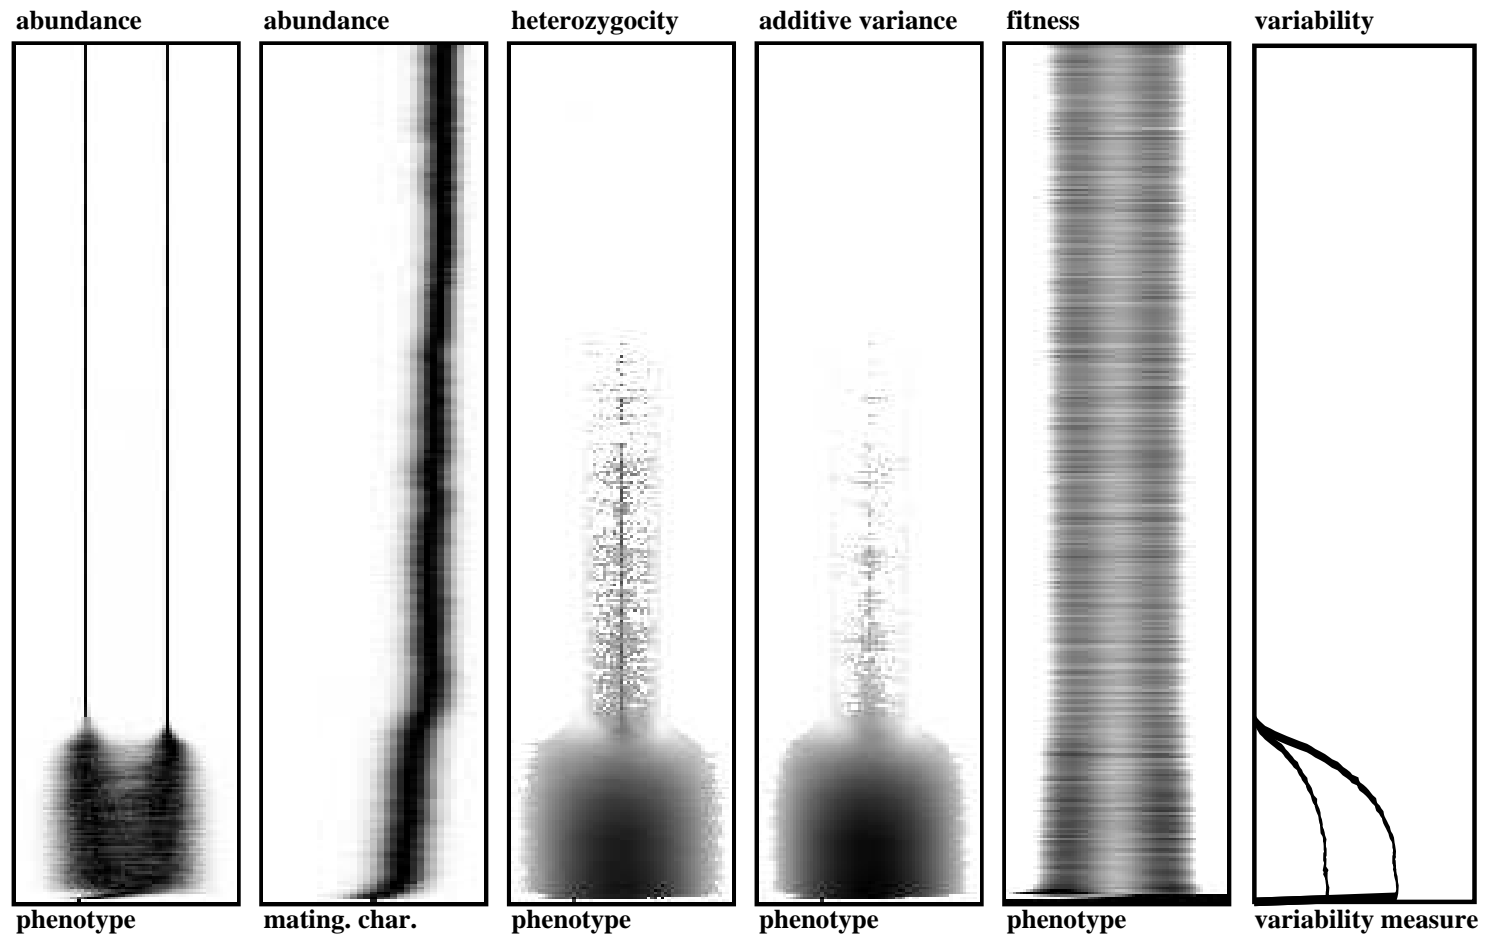 abundance
abundance
heterozygocity
additive variance
fitness
variability
phenotype
mating. char.
phenotype
phenotype
phenotype
variability measure